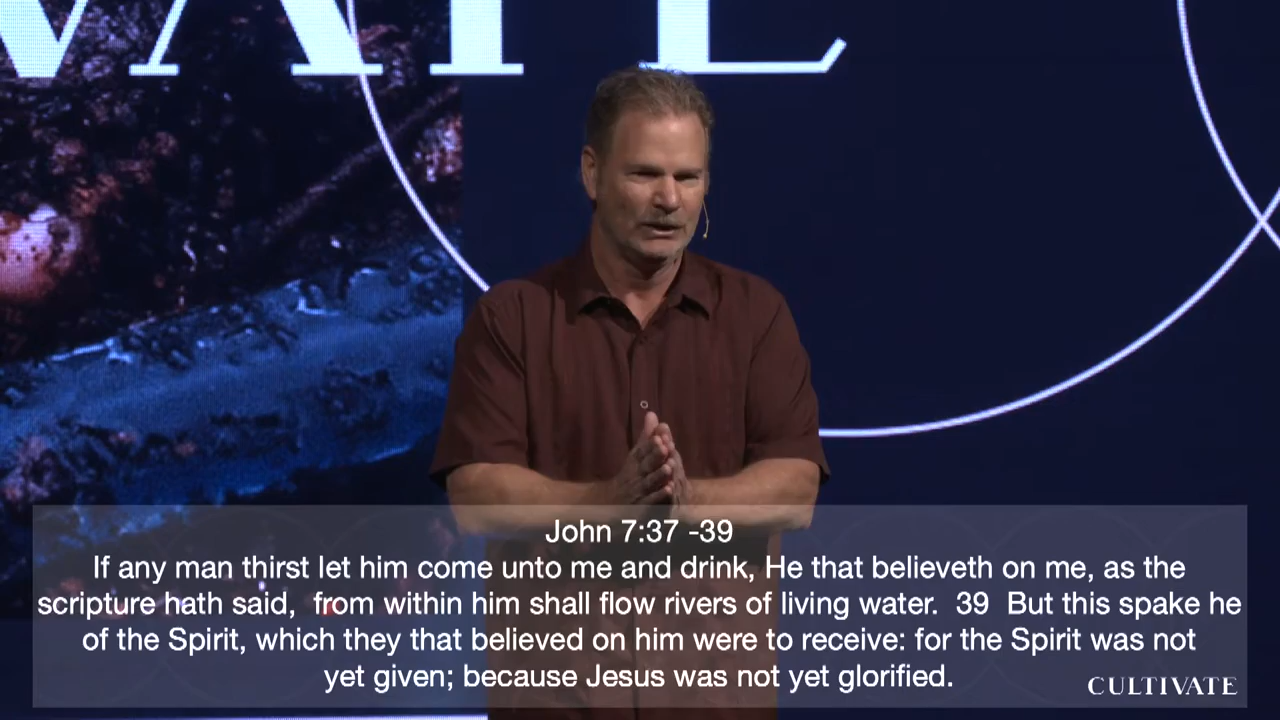 VATE
John 7:37 -39
If any man thirst let him come unto me and drink, He that believeth on me, as the
scripture hath said,  from within him shall flow rivers of living water.  39  But this spake he
of the Spirit, which they that believed on him were to receive: for the Spirit was not
yet given; because Jesus was not yet glorified.
CULTIVATE